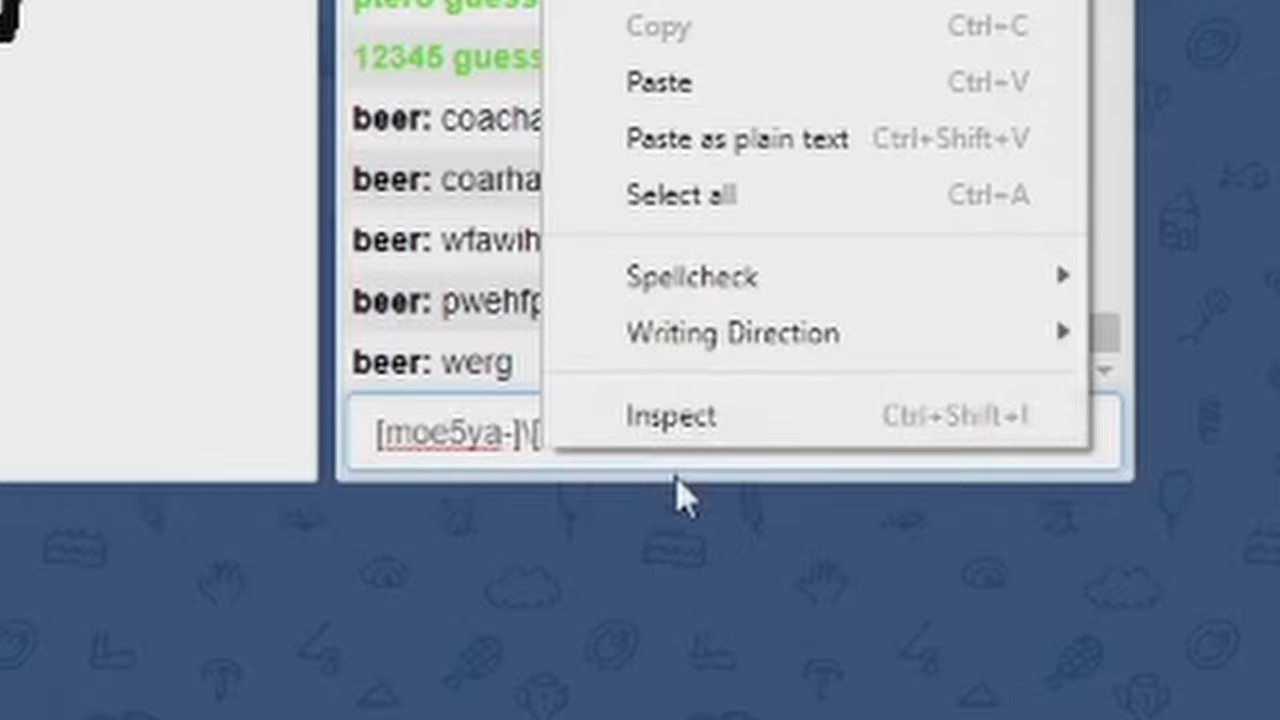 12345 guess
beer: coacha
beer: coarha
beer: wfawih
beer: pwehfp
beer: werg
[moe5ya-]\[
Copy Ctrl+C
Paste Ctrl+V
Paste as plain text Ctrl+Shift+V
Select all Ctrl+A
Spellcheck
Writing Direction
Inspect Ctrl+Shift+I